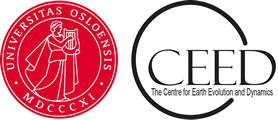 UNIVERSITAS OSLOENSIS
MDCCCXI
CEED
The Centre for Earth Evolution and Dynamics